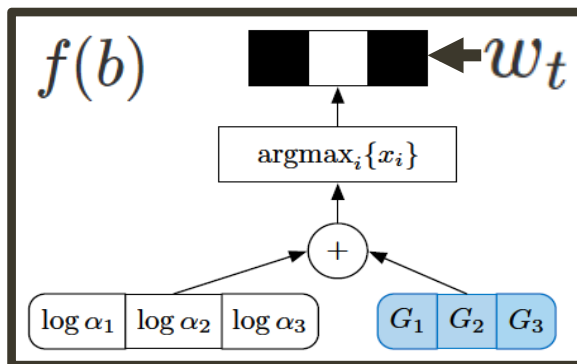 f(b)
w_t
argmax_i{x_i}
+
log α_1 log α_2 log α_3 G_1 G_2 G_3